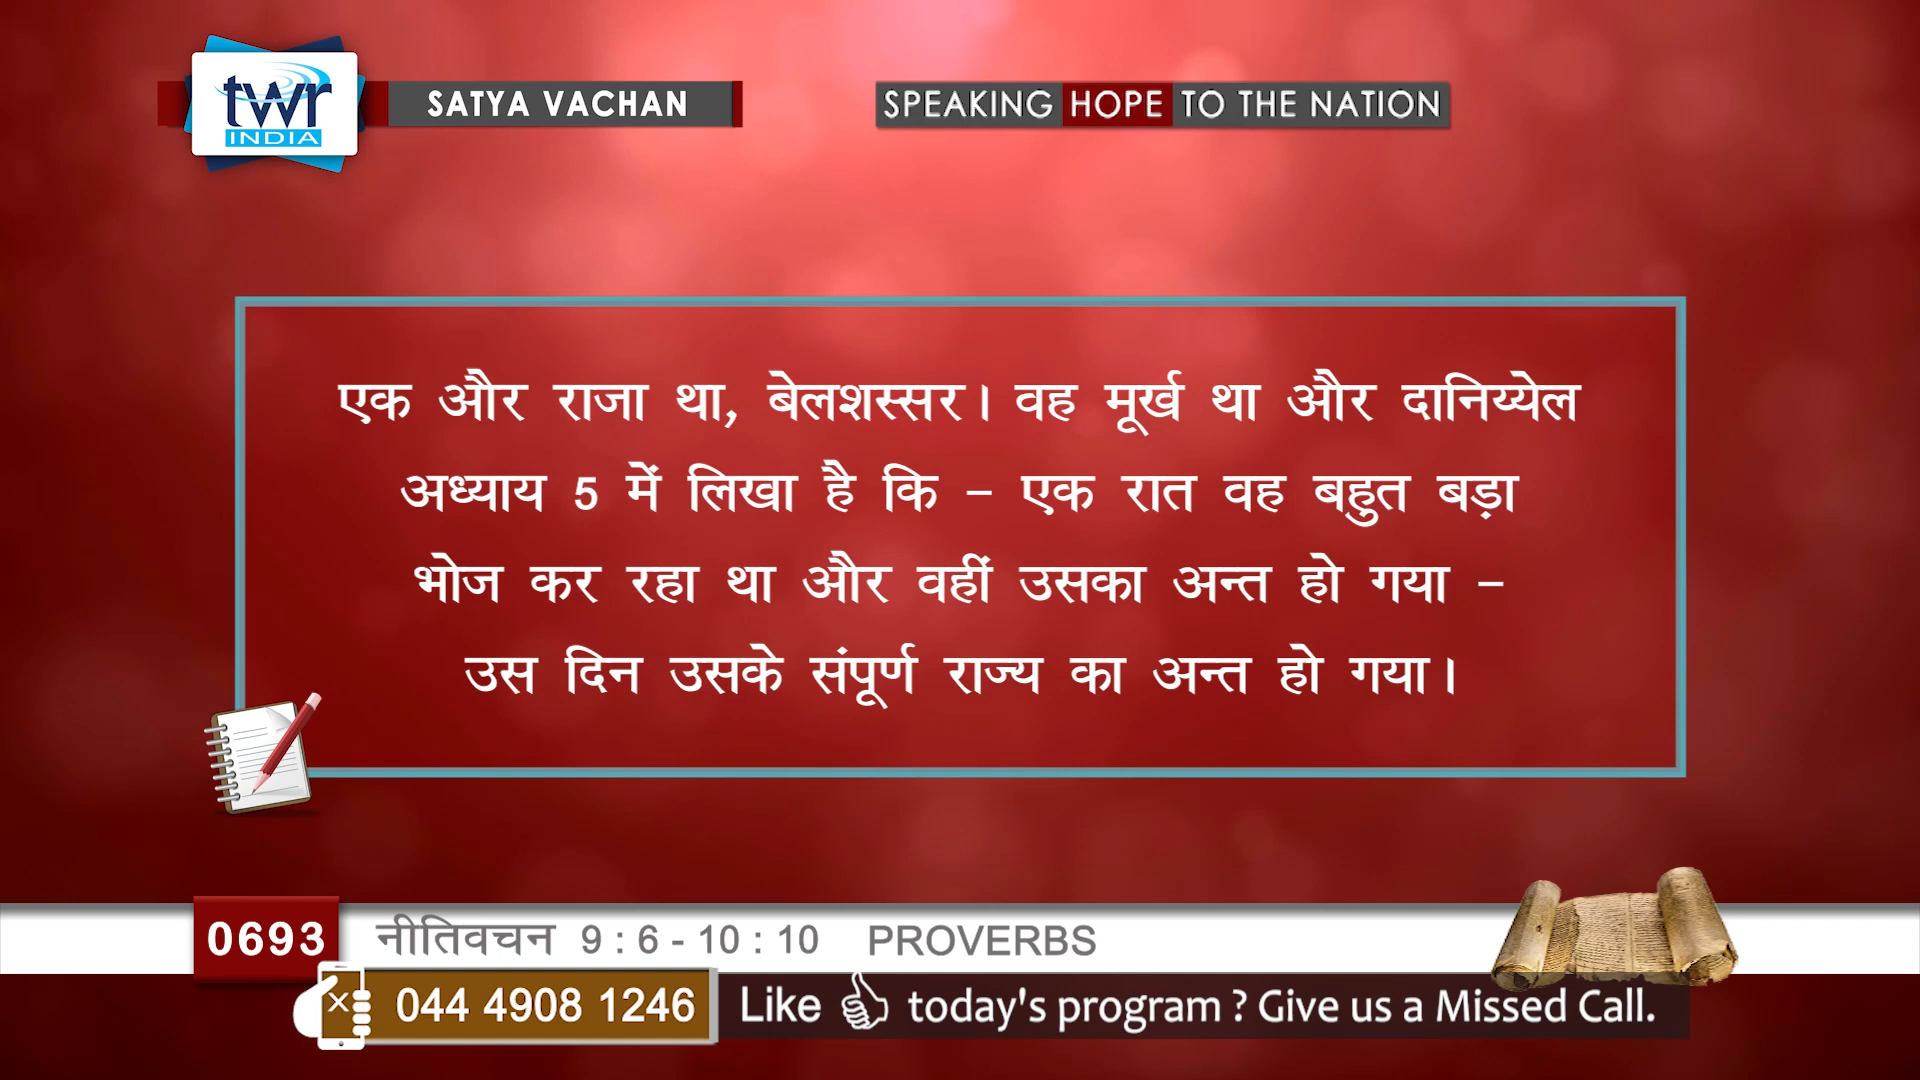 twr
INDIA
SATYA VACHAN
SPEAKING HOPE TO THE NATION
एक और राजा था, बेलशस्सर। वह मूर्ख था और दानिय्येल
अध्याय 5 में लिखा है कि - एक रात वह बहुत बड़ा
भोज कर रहा था और वहीं उसका अन्त हो गया -
उस दिन उसके संपूर्ण राज्य का अन्त हो गया।
0693 नीतिवचन 9 : 6 - 10 : 10 PROVERBS
044 4908 1246 Like today's program ? Give us a Missed Call.